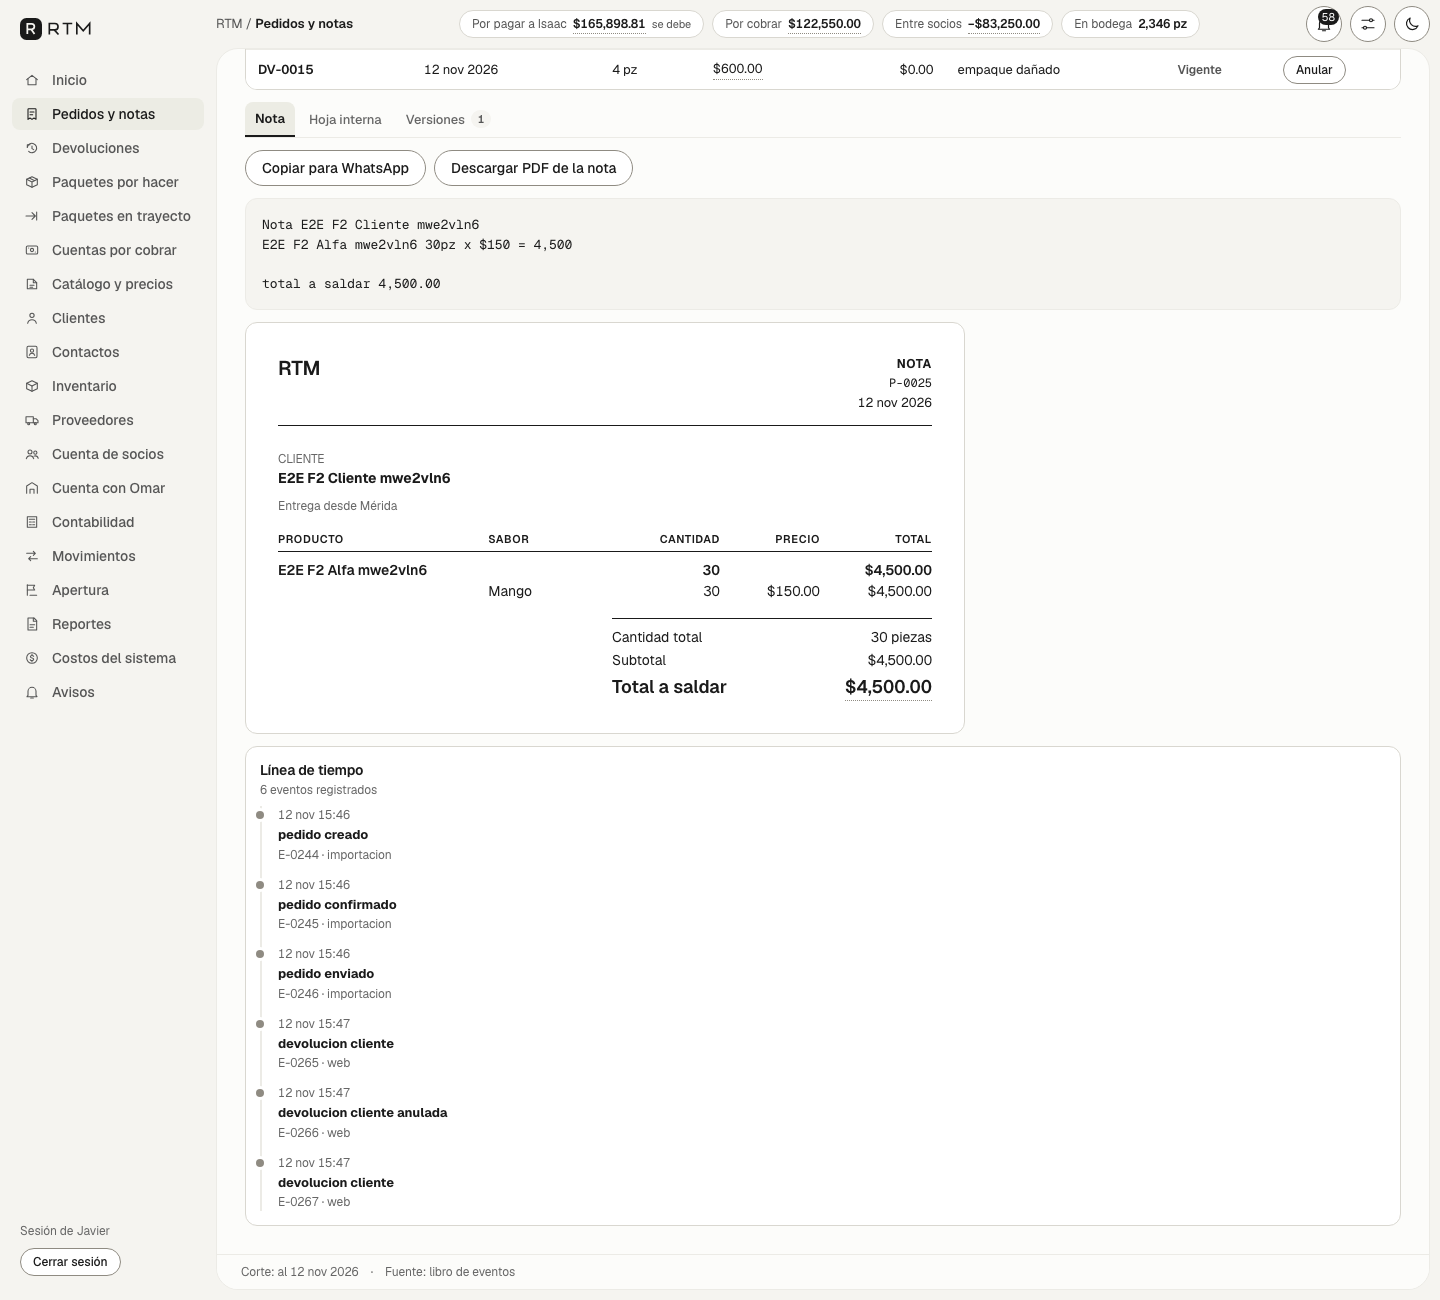 R RTM
RTM / Pedidos y notas
Por pagar a Isaac $165,898.81 se debe
Por cobrar $122,550.00
Entre socios −$83,250.00
En bodega 2,346 pz
58
Inicio
Pedidos y notas
Devoluciones
Paquetes por hacer
Paquetes en trayecto
Cuentas por cobrar
Catálogo y precios
Clientes
Contactos
Inventario
Proveedores
Cuenta de socios
Cuenta con Omar
Contabilidad
Movimientos
Apertura
Reportes
Costos del sistema
Avisos
Sesión de Javier
Cerrar sesión
DV-0015 12 nov 2026 4 pz $600.00 $0.00 empaque dañado Vigente Anular
Nota Hoja interna Versiones 1
Copiar para WhatsApp Descargar PDF de la nota
Nota E2E F2 Cliente mwe2vln6
E2E F2 Alfa mwe2vln6 30pz x $150 = 4,500
total a saldar 4,500.00
RTM
NOTA
P-0025
12 nov 2026
CLIENTE
E2E F2 Cliente mwe2vln6
Entrega desde Mérida
PRODUCTO SABOR CANTIDAD PRECIO TOTAL
E2E F2 Alfa mwe2vln6 30 $4,500.00
Mango 30 $150.00 $4,500.00
Cantidad total 30 piezas
Subtotal $4,500.00
Total a saldar $4,500.00
Línea de tiempo
6 eventos registrados
12 nov 15:46
pedido creado
E-0244 · importacion
12 nov 15:46
pedido confirmado
E-0245 · importacion
12 nov 15:46
pedido enviado
E-0246 · importacion
12 nov 15:47
devolucion cliente
E-0265 · web
12 nov 15:47
devolucion cliente anulada
E-0266 · web
12 nov 15:47
devolucion cliente
E-0267 · web
Corte: al 12 nov 2026 · Fuente: libro de eventos